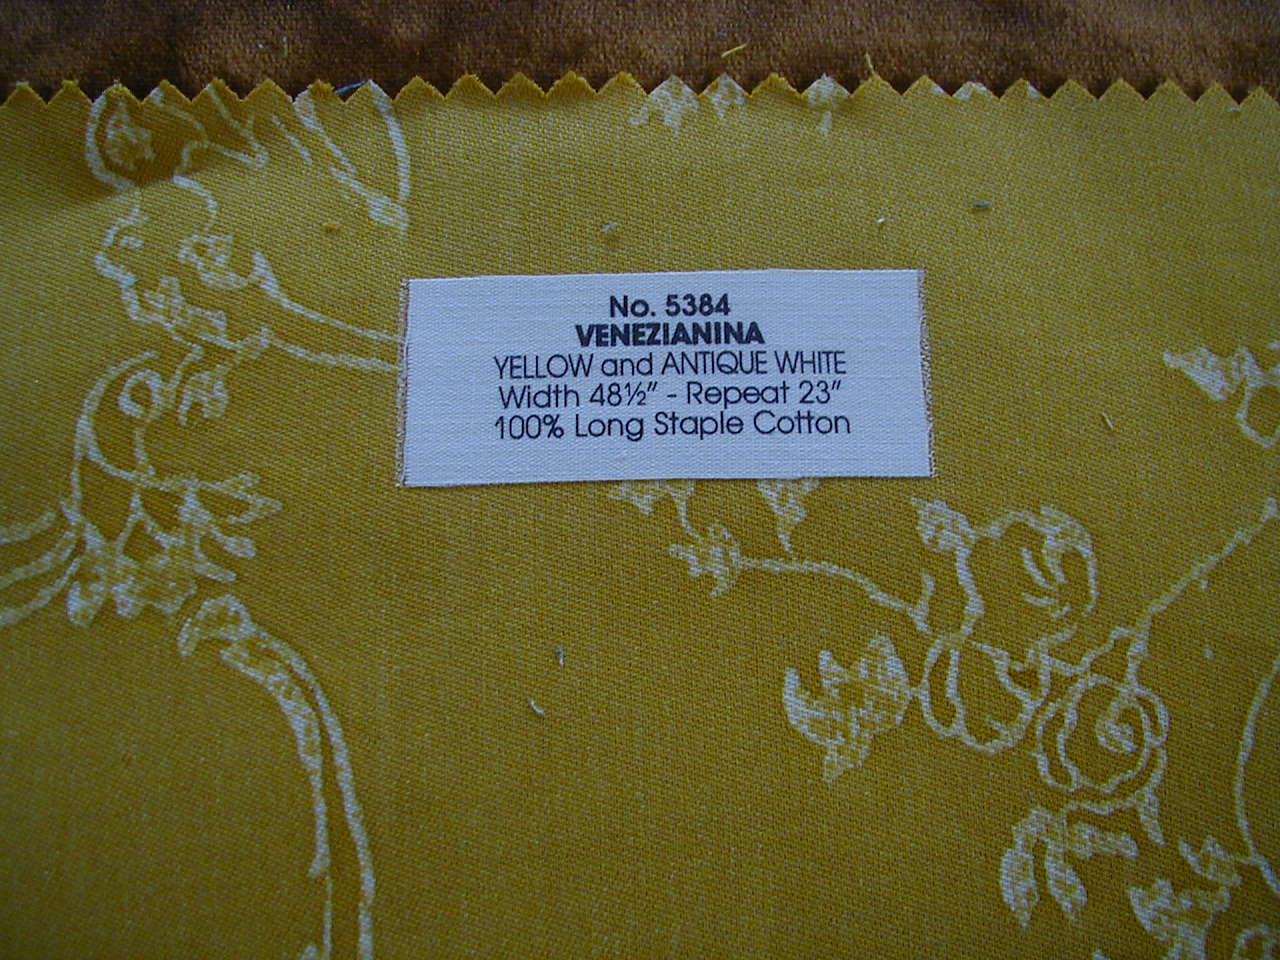 No. 5384
VENEZIANINA
YELLOW and ANTIQUE WHITE
Width 48½" - Repeat 23"
100% Long Staple Cotton